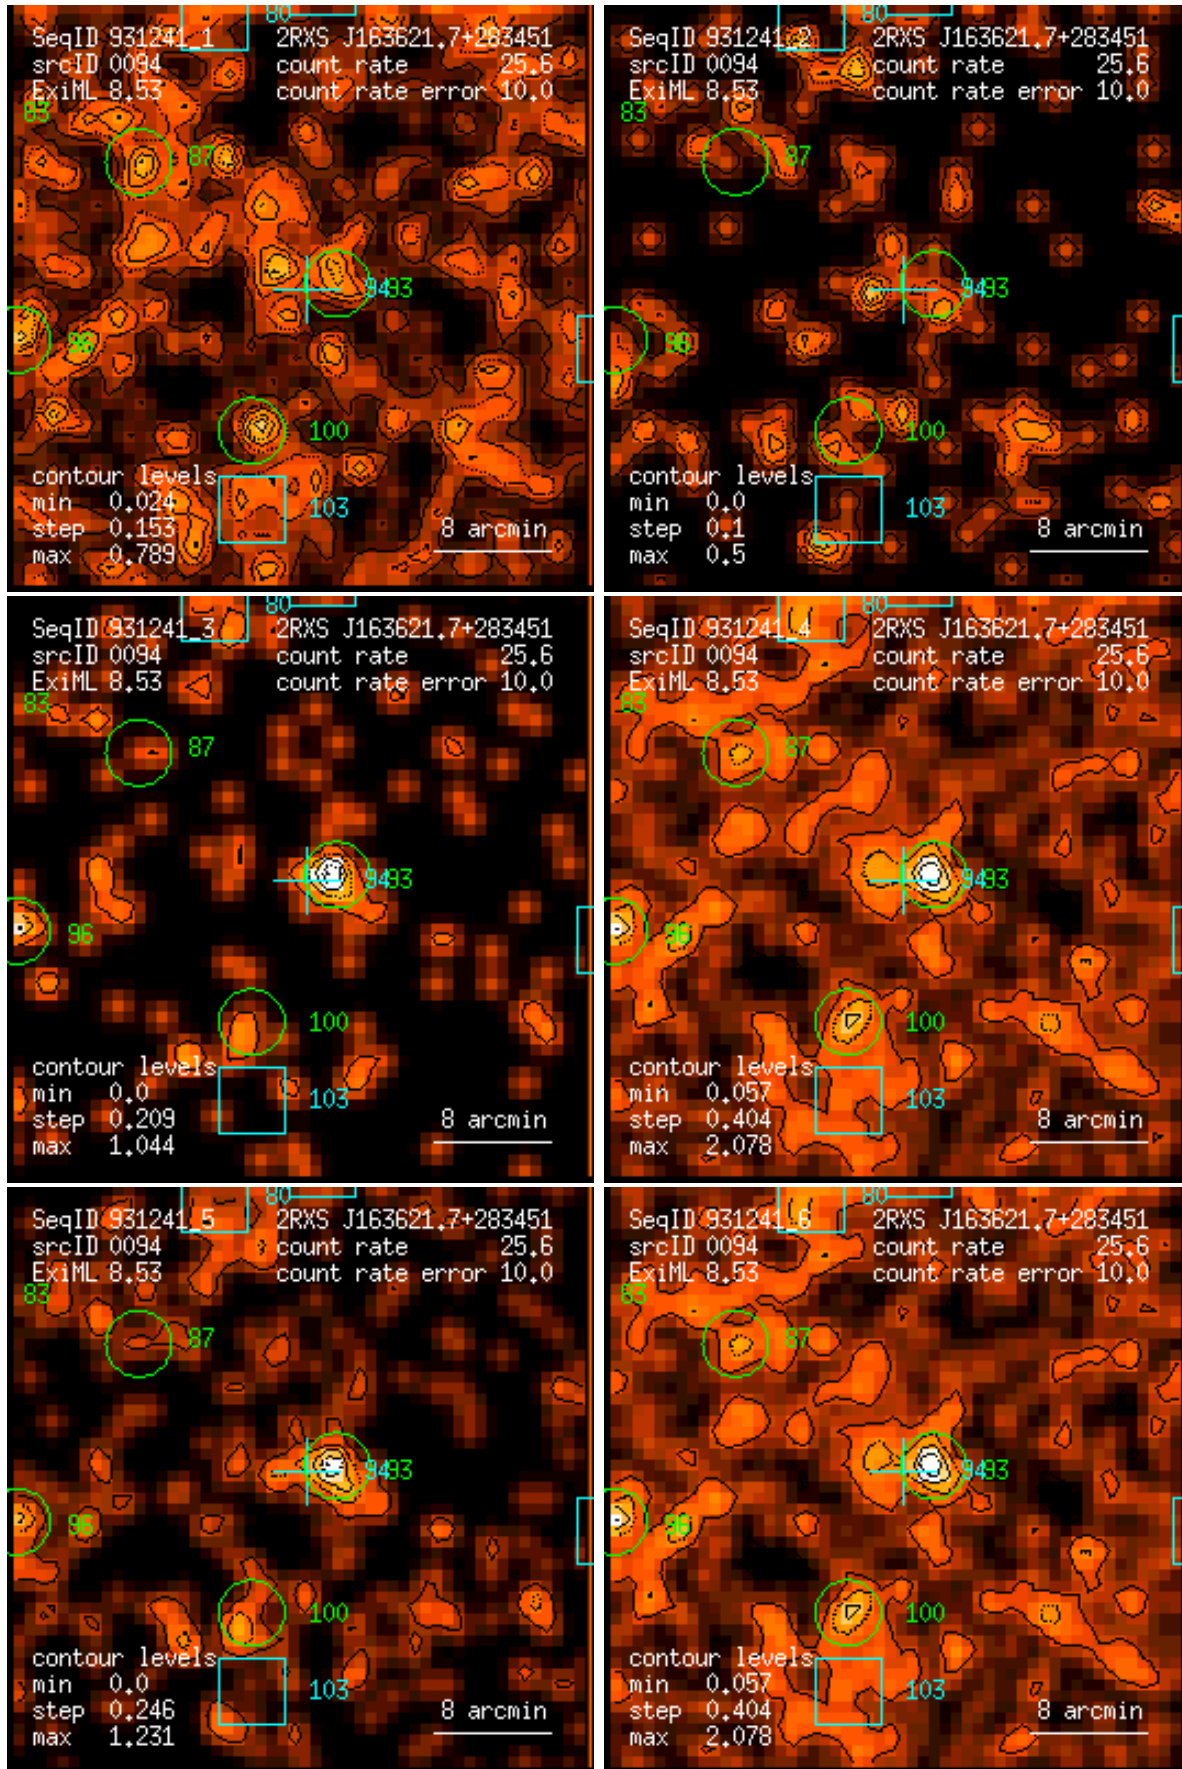 80
SeqID 931241_1 2RXS J163621.7+283451
srcID 0094 count rate 25.6
ExiML 8.53 count rate error 10.0
83
87
94 93
96
100
contour levels
min 0.024 103
step 0.153 8 arcmin
max 0.789
80
SeqID 931241_2 2RXS J163621.7+283451
srcID 0094 count rate 25.6
ExiML 8.53 count rate error 10.0
83
87
94 93
96
100
contour levels
min 0.0 103
step 0.1 8 arcmin
max 0.5
80
SeqID 931241_3 2RXS J163621.7+283451
srcID 0094 count rate 25.6
ExiML 8.53 count rate error 10.0
83
87
94 93
96
100
contour levels
min 0.0 103
step 0.209 8 arcmin
max 1.044
80
SeqID 931241_4 2RXS J163621.7+283451
srcID 0094 count rate 25.6
ExiML 8.53 count rate error 10.0
83
87
94 93
96
100
contour levels
min 0.057 103
step 0.404 8 arcmin
max 2.078
80
SeqID 931241_5 2RXS J163621.7+283451
srcID 0094 count rate 25.6
ExiML 8.53 count rate error 10.0
83
87
94 93
96
100
contour levels
min 0.0 103
step 0.246 8 arcmin
max 1.231
80
SeqID 931241_6 2RXS J163621.7+283451
srcID 0094 count rate 25.6
ExiML 8.53 count rate error 10.0
83
87
94 93
96
100
contour levels
min 0.057 103
step 0.404 8 arcmin
max 2.078